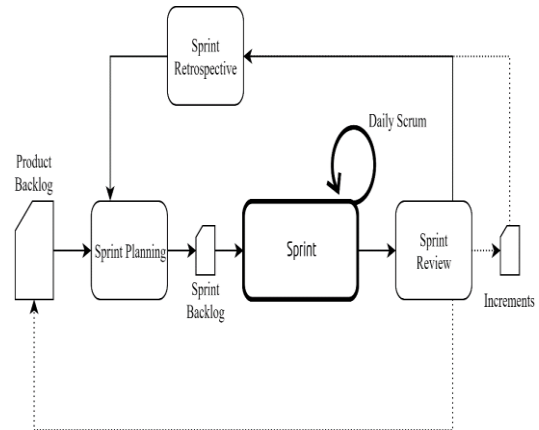 Sprint
Retrospective
Daily Scrum
Product
Backlog
Sprint Planning
Sprint
Backlog
Sprint
Sprint
Review
Increments